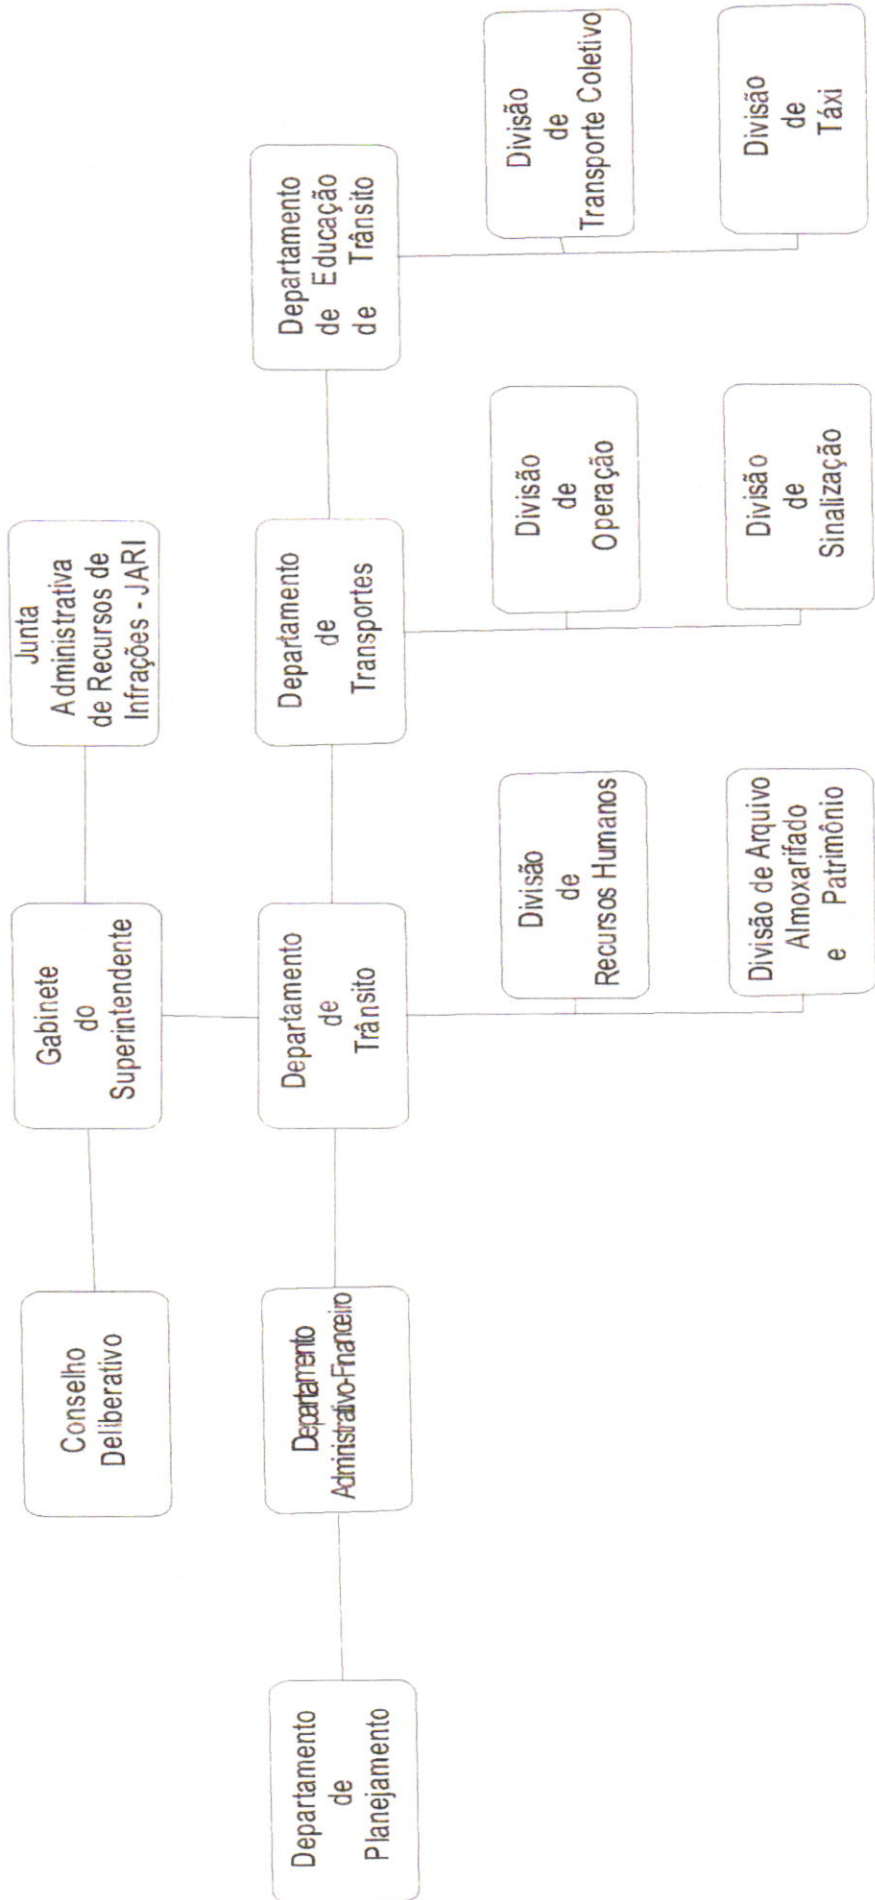 Conselho
Deliberativo
Gabinete
do
Superintendente
Junta
Administrativa
de Recursos de
Infrações - JARI
Departamento
de
Planejamento
Departamento
Administrativo-Financeiro
Departamento
de
Trânsito
Departamento
de
Transportes
Departamento
de Educação
de Trânsito
Divisão
de
Recursos Humanos
Divisão
de
Operação
Divisão
de
Transporte Coletivo
Divisão de Arquivo
Almoxarifado
e Patrimônio
Divisão
de
Sinalização
Divisão
de
Táxi